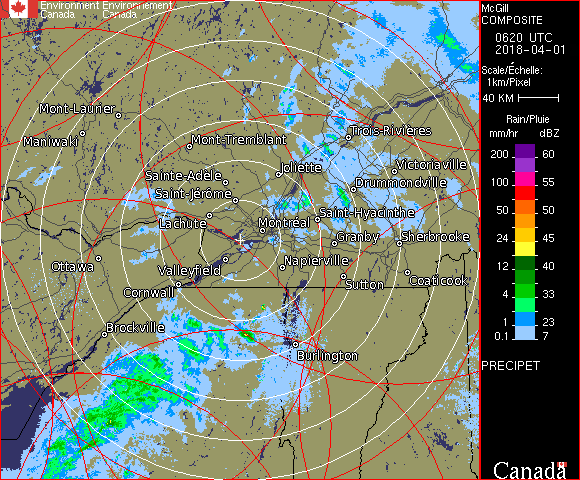 Environment Environnement
Canada Canada
McGill
COMPOSITE
0620 UTC
2018-04-01
Scale/Échelle:
1km/Pixel
40 KM
Rain/Pluie
mm/hr dBZ
200 60
100 55
50 50
24 45
12 40
4 33
1 23
0.1 7
PRECIPET
Canada
Mont-Laurier
Maniwaki
Mont-Tremblant
Trois-Rivières
Joliette
Victoriaville
Sainte-Adèle
Drummondville
Saint-Jérôme
Saint-Hyacinthe
Lachute
Montréal
Granby
Sherbrooke
Ottawa
Valleyfield
Napierville
Cornwall
Sutton
Coaticook
Brockville
Burlington